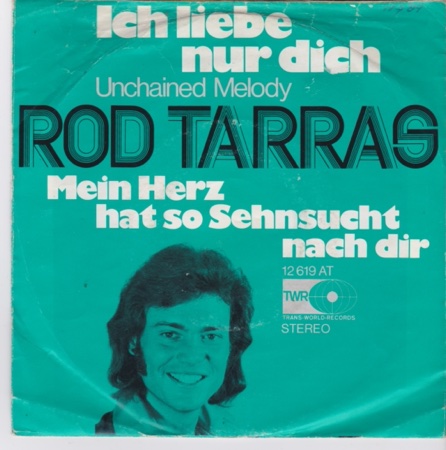 Ich liebe
nur dich
Unchained Melody
ROD TARRAS
Mein Herz
hat so Sehnsucht
nach dir
12 619 AT
TWR
TRANS-WORLD-RECORDS
STEREO